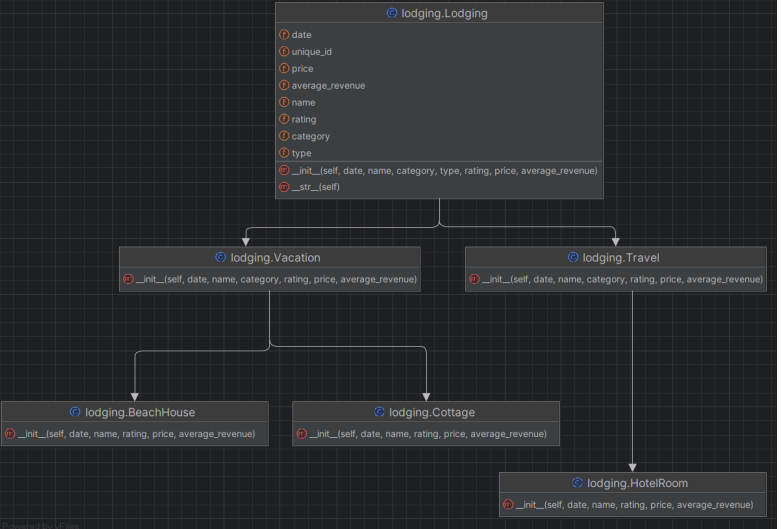 lodging.Lodging
date
unique_id
price
average_revenue
name
rating
category
type
__init__(self, date, name, category, type, rating, price, average_revenue)
__str__(self)
lodging.Vacation
__init__(self, date, name, category, rating, price, average_revenue)
lodging.Travel
__init__(self, date, name, category, rating, price, average_revenue)
lodging.BeachHouse
__init__(self, date, name, rating, price, average_revenue)
lodging.Cottage
__init__(self, date, name, rating, price, average_revenue)
lodging.HotelRoom
__init__(self, date, name, rating, price, average_revenue)
Powered by yFiles